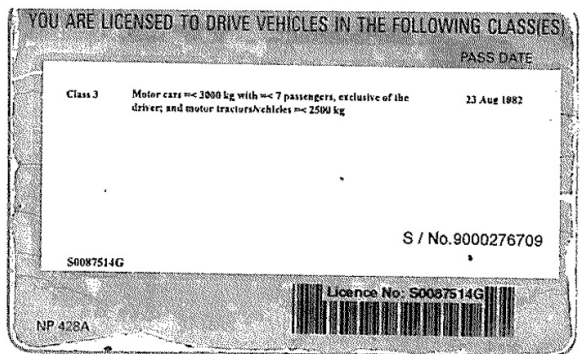 YOU ARE LICENSED TO DRIVE VEHICLES IN THE FOLLOWING CLASS(ES)
PASS DATE
Class 3 Motor cars =< 3000 kg with =< 7 passengers, exclusive of the 23 Aug 1982
driver; and motor tractors/vehicles =< 2500 kg
S / No.9000276709
S0087514G
Licence No: S0087514G
NP 428A